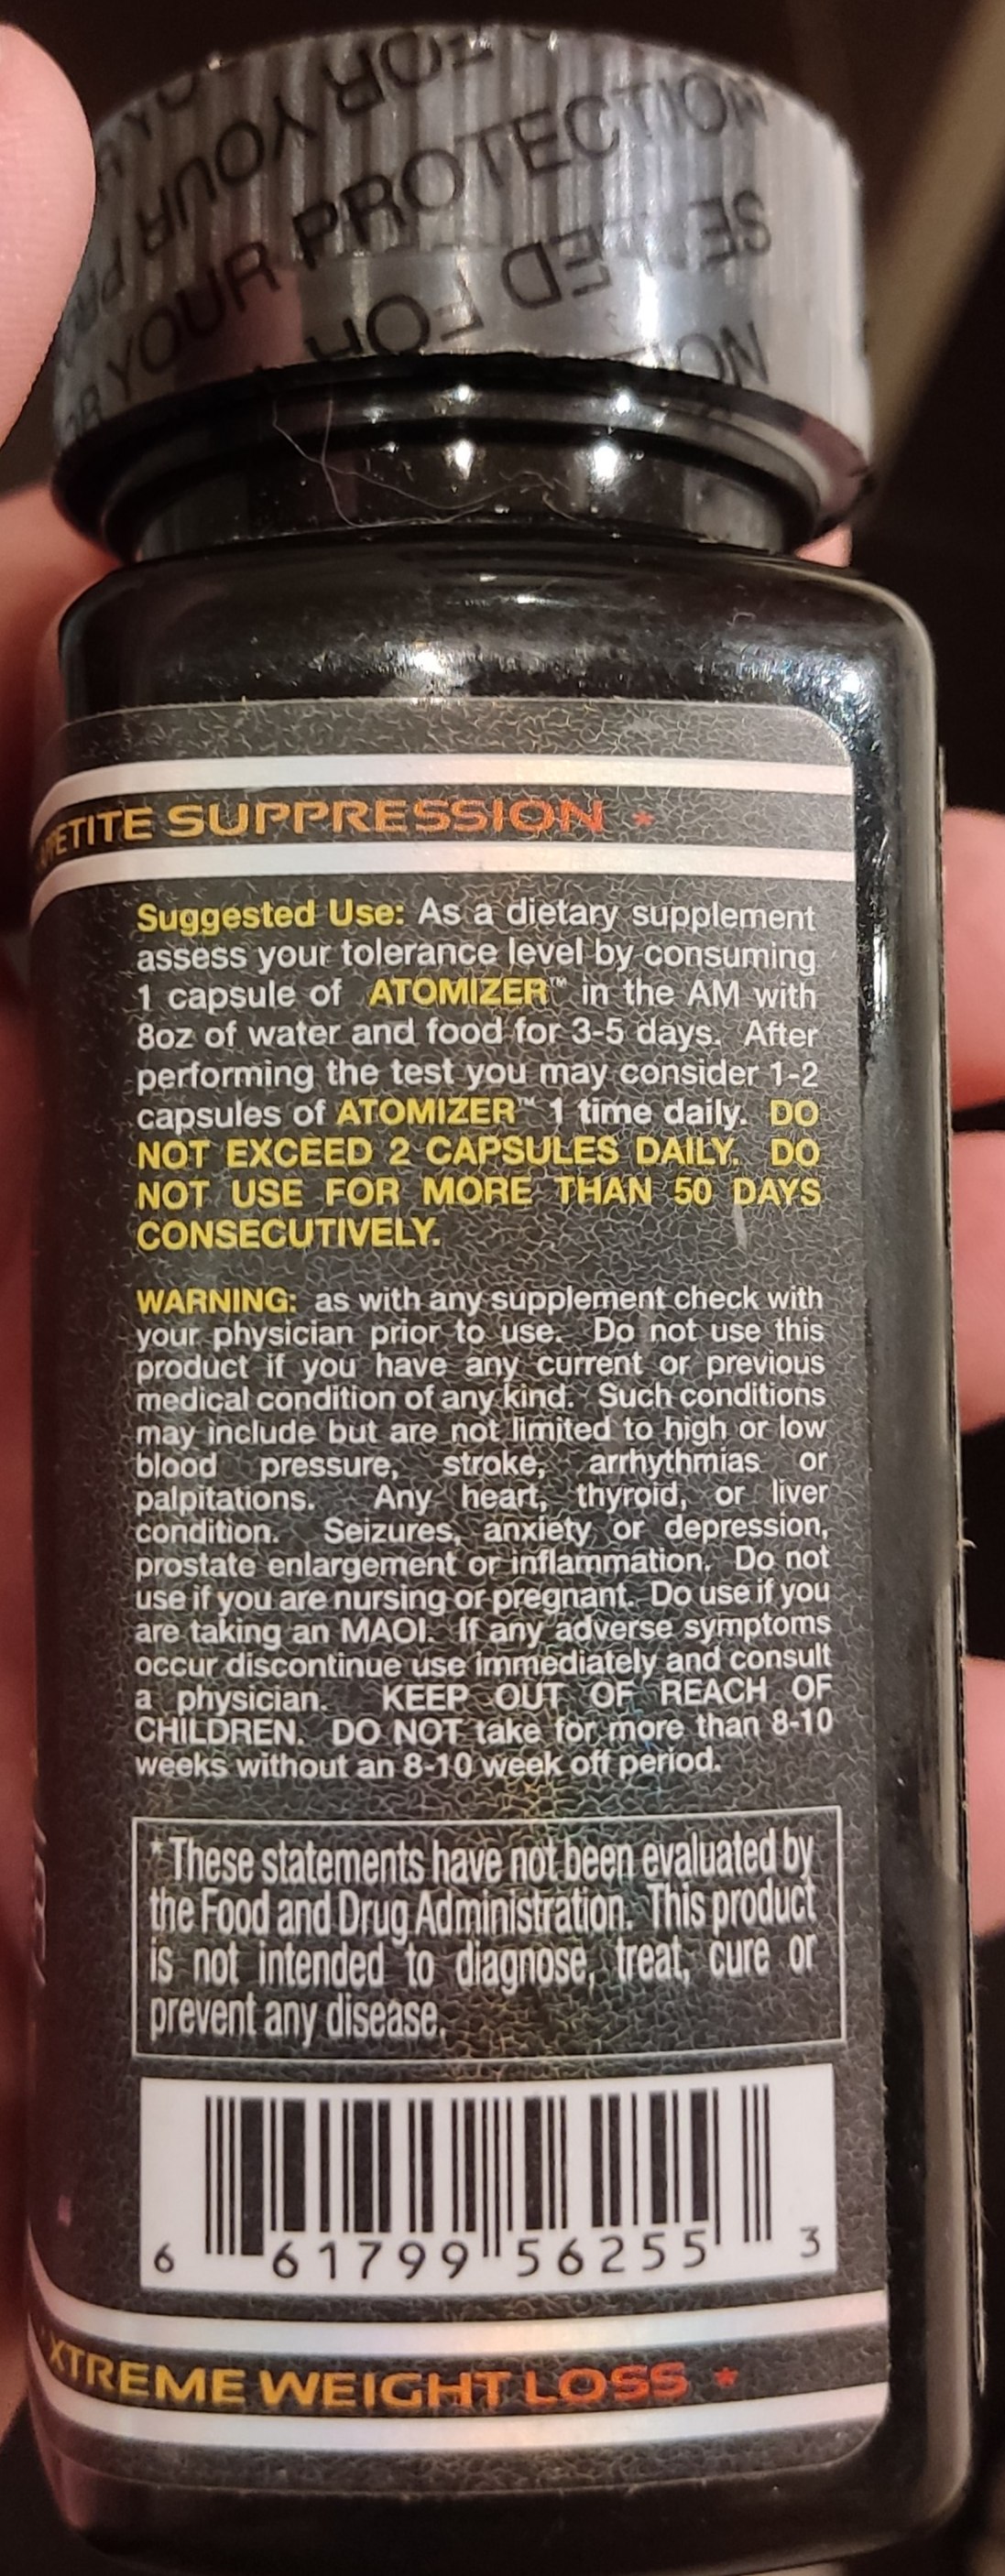 FOR YOUR
YOUR PROTECTION
FOR
SUPPRESSION *
Suggested Use: As a dietary supplement
assess your tolerance level by consuming
1 capsule of ATOMIZER™ in the AM with
8oz of water and food for 3-5 days. After
performing the test you may consider 1-2
capsules of ATOMIZER™ 1 time daily. DO
NOT EXCEED 2 CAPSULES DAILY. DO
NOT USE FOR MORE THAN 50 DAYS
CONSECUTIVELY.
WARNING: as with any supplement check with
your physician prior to use. Do not use this
product if you have any current or previous
medical condition of any kind. Such conditions
may include but are not limited to high or low
blood pressure, stroke, arrhythmias or
palpitations. Any heart, thyroid, or liver
condition. Seizures, anxiety or depression,
prostate enlargement or inflammation. Do not
use if you are nursing or pregnant. Do use if you
are taking an MAOI. If any adverse symptoms
occur discontinue use immediately and consult
a physician. KEEP OUT OF REACH OF
CHILDREN. DO NOT take for more than 8-10
weeks without an 8-10 week off period.
*These statements have not been evaluated by
the Food and Drug Administration. This product
is not intended to diagnose, treat, cure or
prevent any disease.
6 61799 56255 3
XTREME WEIGHT LOSS *